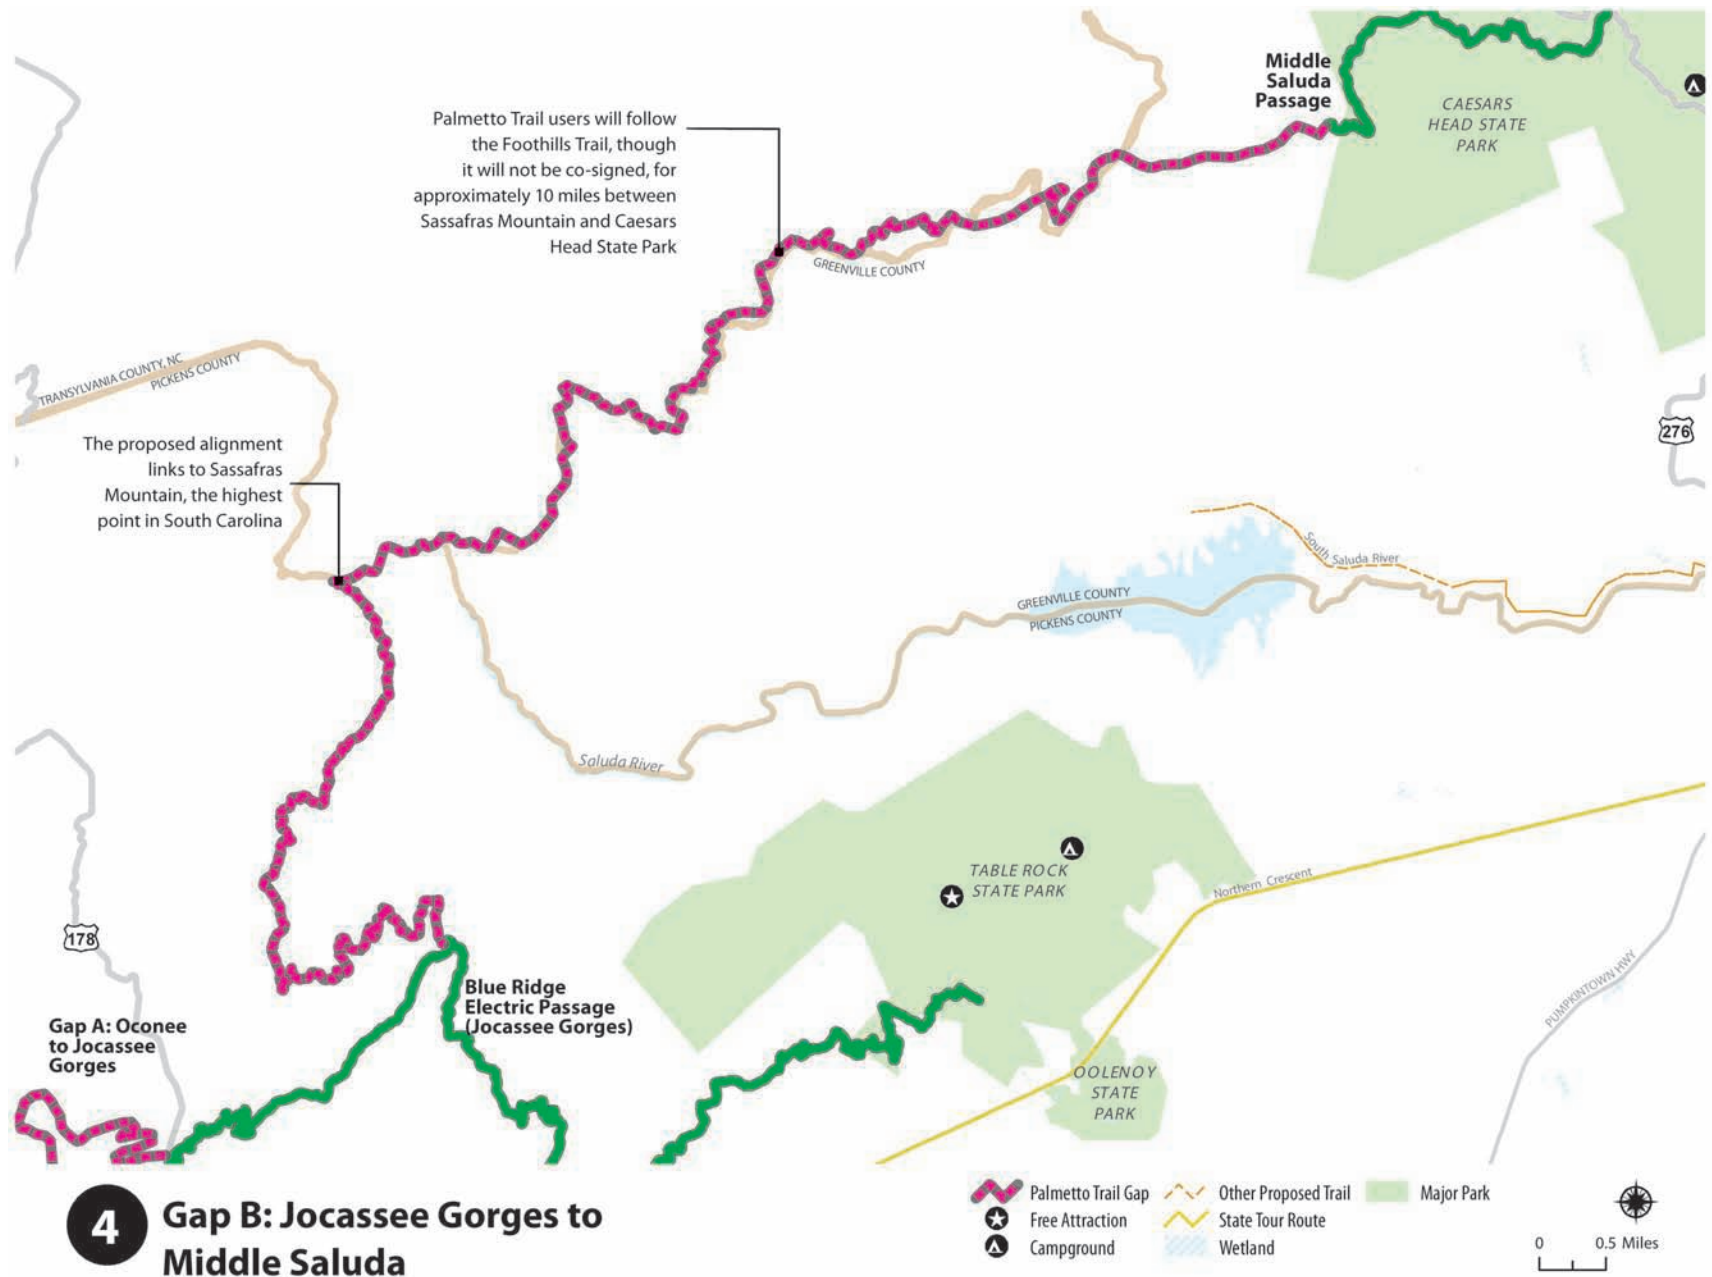 Middle
Saluda
Passage
CAESARS
HEAD STATE
PARK
Palmetto Trail users will follow
the Foothills Trail, though
it will not be co-signed, for
approximately 10 miles between
Sassafras Mountain and Caesars
Head State Park
GREENVILLE COUNTY
TRANSYLVANIA COUNTY, NC
PICKENS COUNTY
The proposed alignment
links to Sassafras
Mountain, the highest
point in South Carolina
276
South Saluda River
GREENVILLE COUNTY
PICKENS COUNTY
Saluda River
TABLE ROCK
STATE PARK
Northern Crescent
178
PUMPKINTOWN HWY
Blue Ridge
Electric Passage
(Jocassee Gorges)
Gap A: Oconee
to Jocassee
Gorges
OOLENOY
STATE
PARK
4
Gap B: Jocassee Gorges to
Middle Saluda
Palmetto Trail Gap
Free Attraction
Campground
Other Proposed Trail
State Tour Route
Wetland
Major Park
0 0.5 Miles